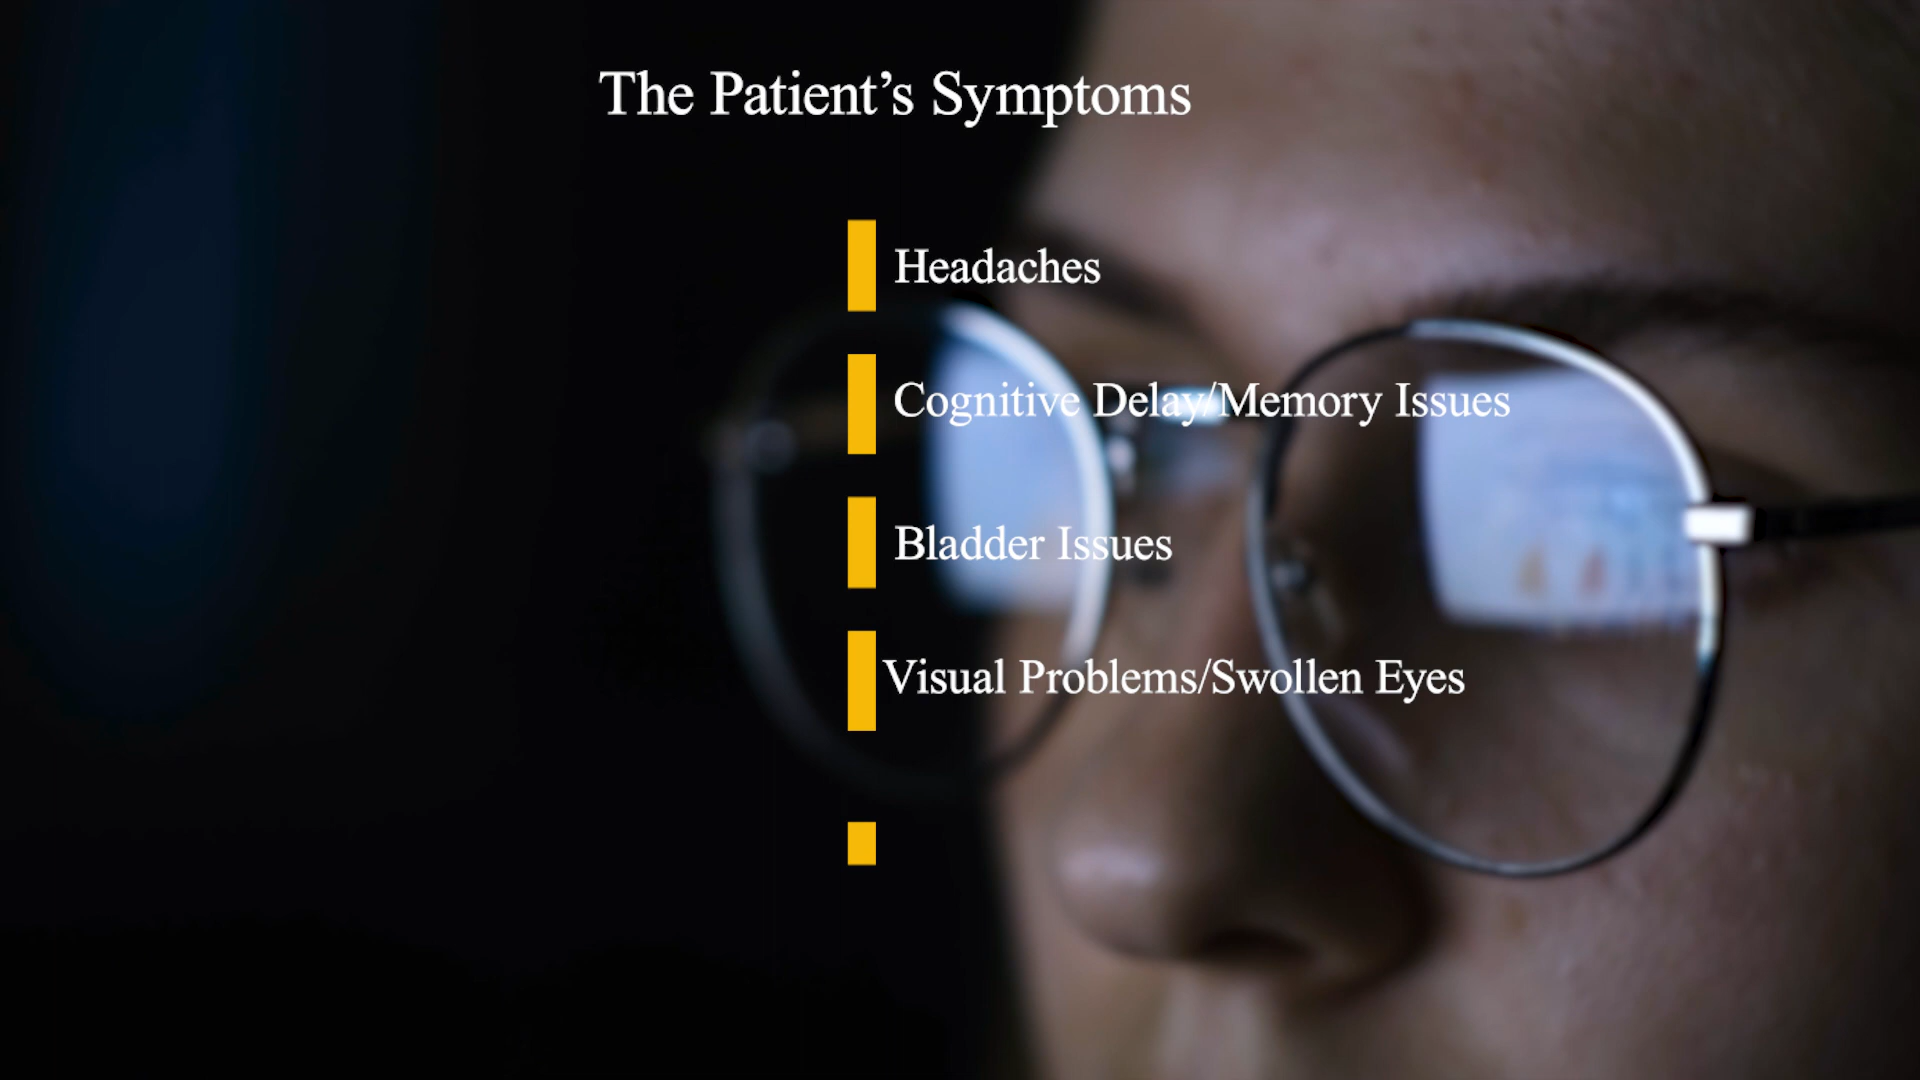 The Patient’s Symptoms
Headaches
Cognitive Delay/Memory Issues
Bladder Issues
Visual Problems/Swollen Eyes